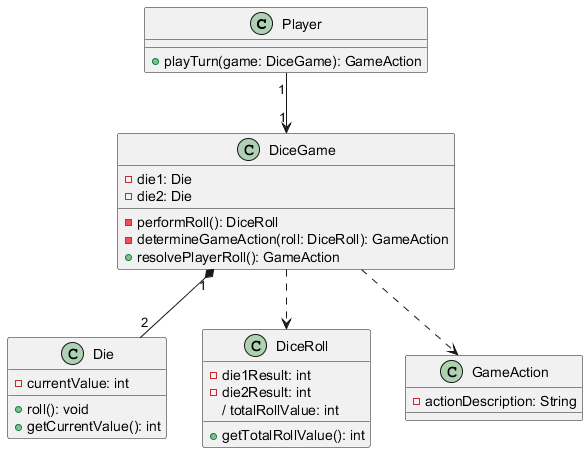 C Player
playTurn(game: DiceGame): GameAction
1
1
C DiceGame
die1: Die
die2: Die
performRoll(): DiceRoll
determineGameAction(roll: DiceRoll): GameAction
resolvePlayerRoll(): GameAction
1
2
C Die
currentValue: int
roll(): void
getCurrentValue(): int
C DiceRoll
die1Result: int
die2Result: int
/ totalRollValue: int
getTotalRollValue(): int
C GameAction
actionDescription: String